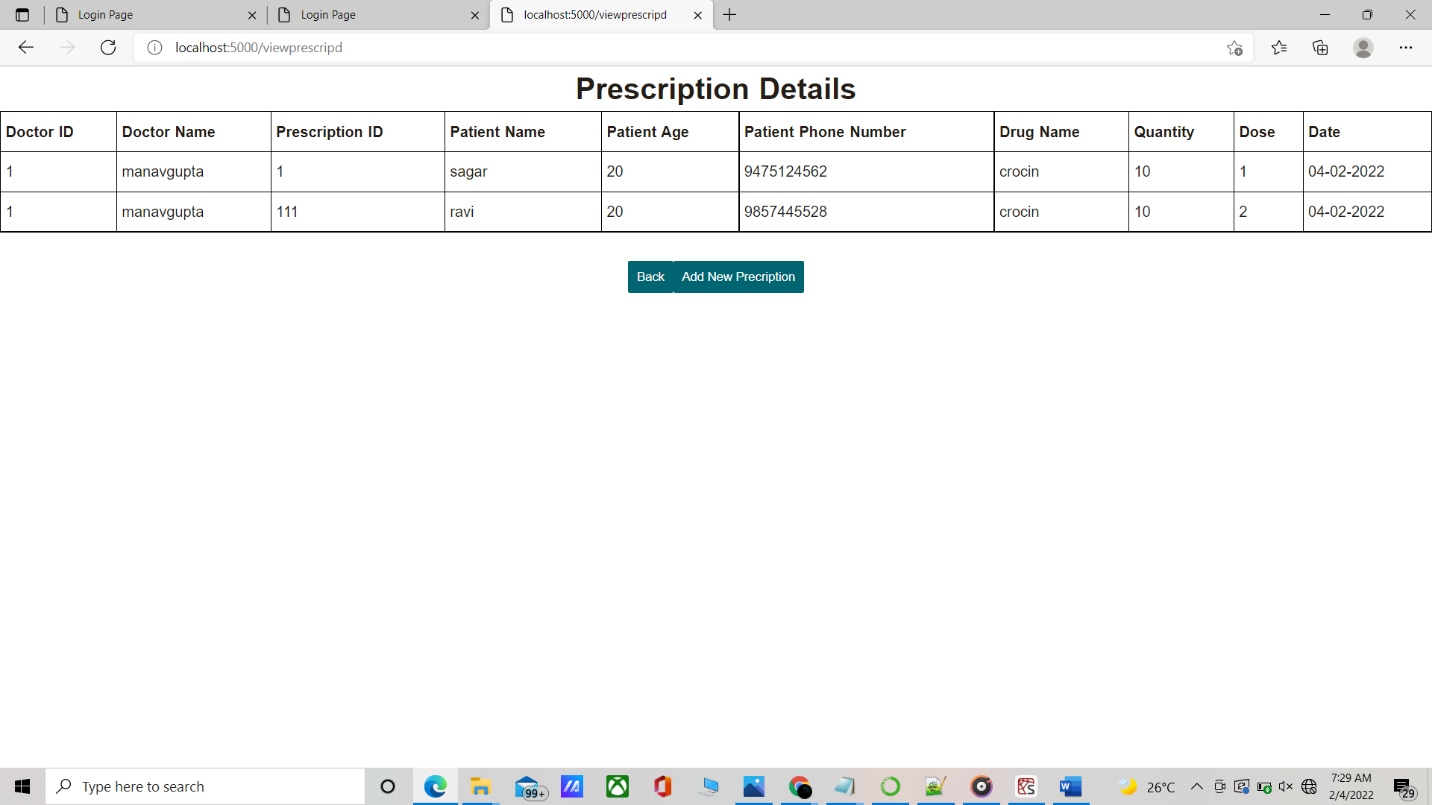 Login Page
Login Page
localhost:5000/viewprescripd
localhost:5000/viewprescripd
Prescription Details
Doctor ID Doctor Name Prescription ID Patient Name Patient Age Patient Phone Number Drug Name Quantity Dose Date
1 manavgupta 1 sagar 20 9475124562 crocin 10 1 04-02-2022
1 manavgupta 111 ravi 20 9857445528 crocin 10 2 04-02-2022
Back Add New Precription
Type here to search
99+
26°C
7:29 AM
2/4/2022
29